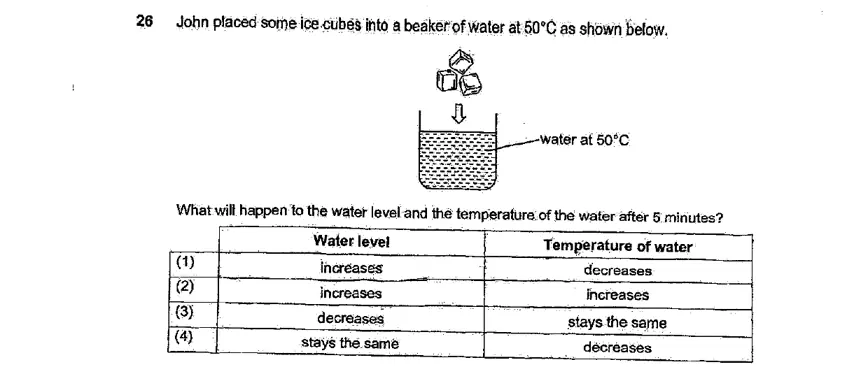 26 John placed some ice cubes into a beaker of water at 50°C as shown below.
water at 50°C
What will happen to the water level and the temperature of the water after 5 minutes?
Water level Temperature of water
(1) increases decreases
(2) increases increases
(3) decreases stays the same
(4) stays the same decreases